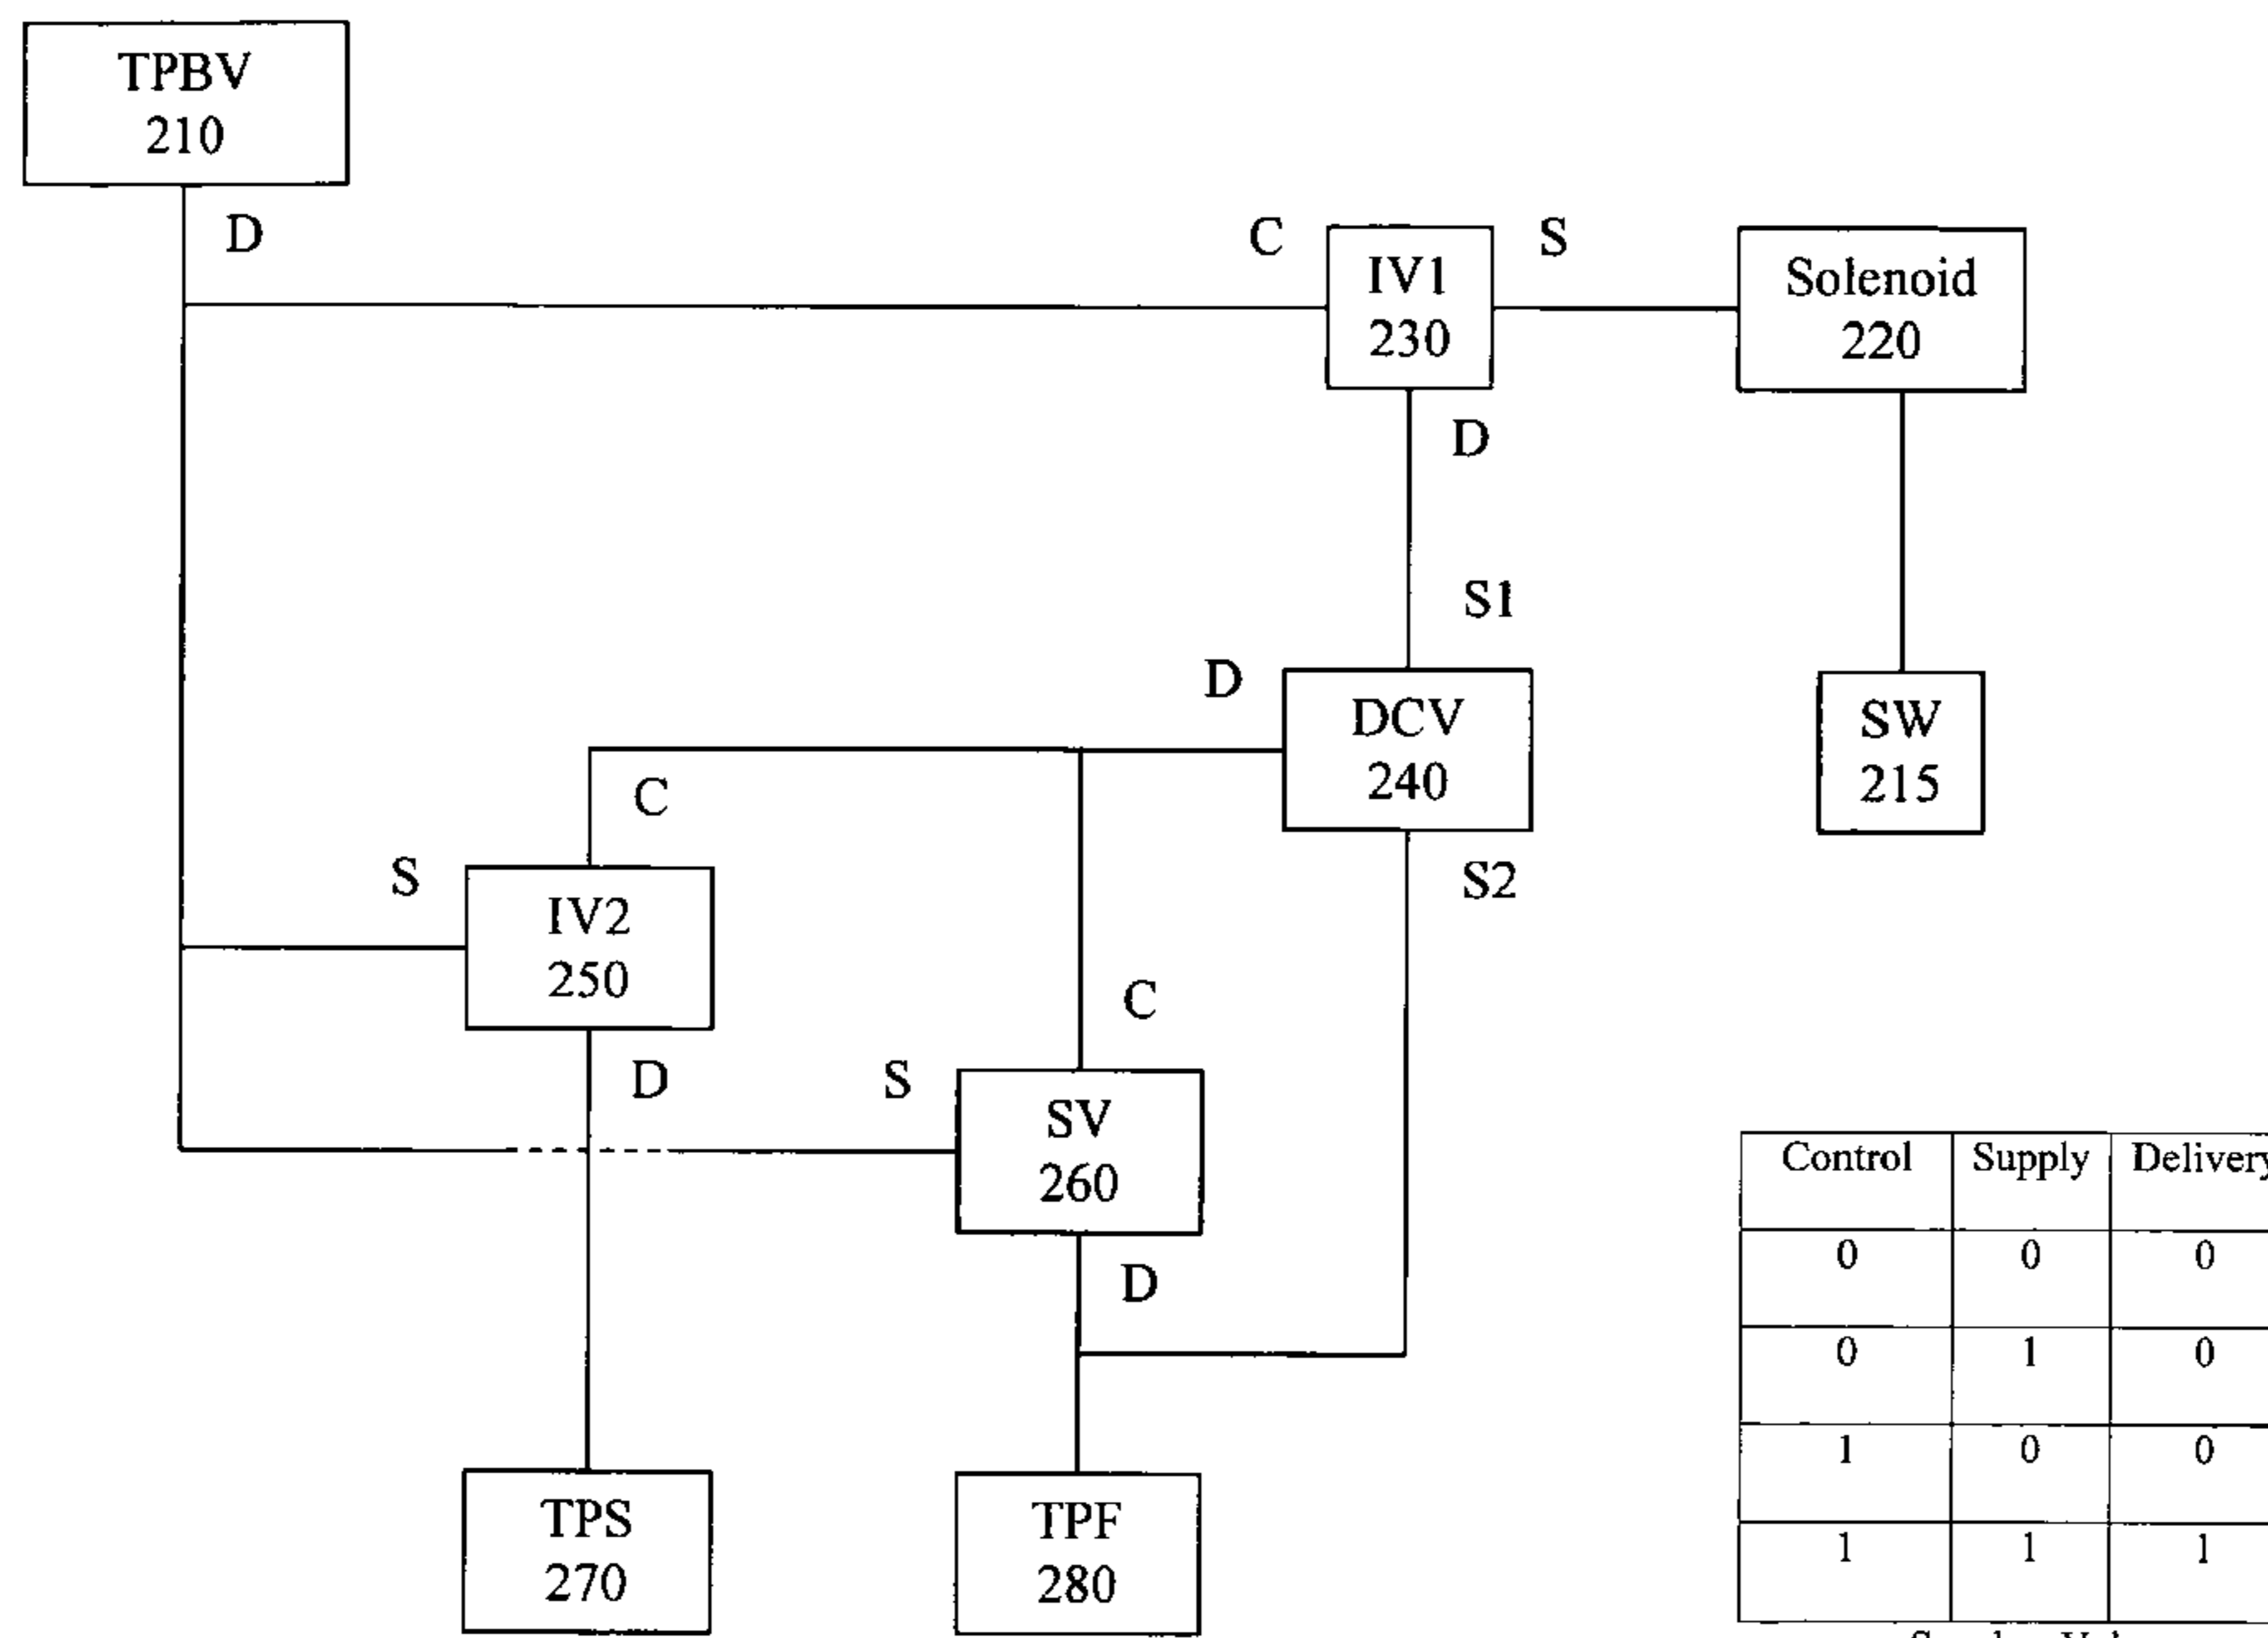 TPBV
210
D
C
IV1
230
S
Solenoid
220
D
S1
D
DCV
240
SW
215
C
S
IV2
250
S2
C
D
S
SV
260
D
TPS
270
TPF
280
Control Supply Delivery
0 0 0
0 1 0
1 0 0
1 1 1